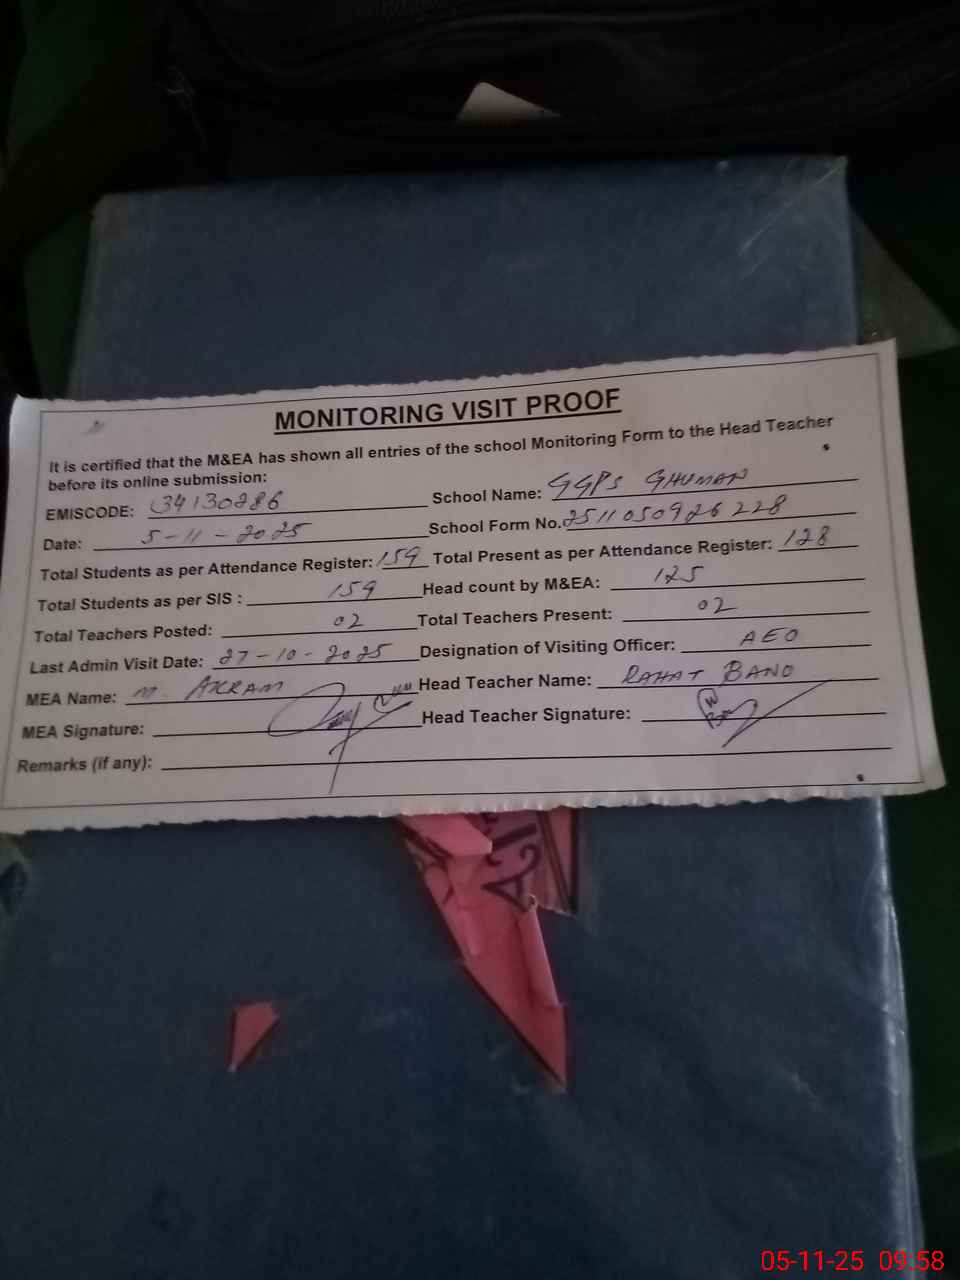 MONITORING VISIT PROOF
It is certified that the M&EA has shown all entries of the school Monitoring Form to the Head Teacher
before its online submission:
EMISCODE: 34130286 School Name: GGPS GHUMAN
Date: 5-11-2025 School Form No. 2511050926228
Total Students as per Attendance Register: 159 Total Present as per Attendance Register: 128
Total Students as per SIS : 159 Head count by M&EA: 125
Total Teachers Posted: 02 Total Teachers Present: 02
Last Admin Visit Date: 27-10-2025 Designation of Visiting Officer: AEO
MEA Name: M. AKRAM Head Teacher Name: RAHAT BANO
MEA Signature: Head Teacher Signature:
Remarks (if any):
05-11-25 09:58